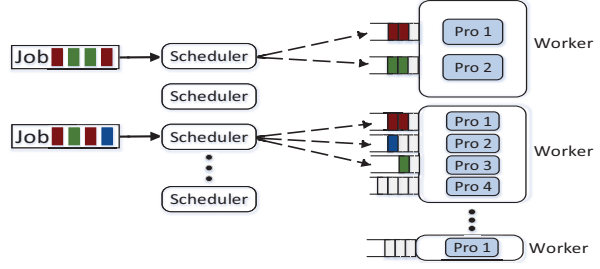 Job
Scheduler
Pro 1
Pro 2
Worker
Scheduler
Job
Scheduler
Pro 1
Pro 2
Pro 3
Pro 4
Worker
Scheduler
Pro 1
Worker